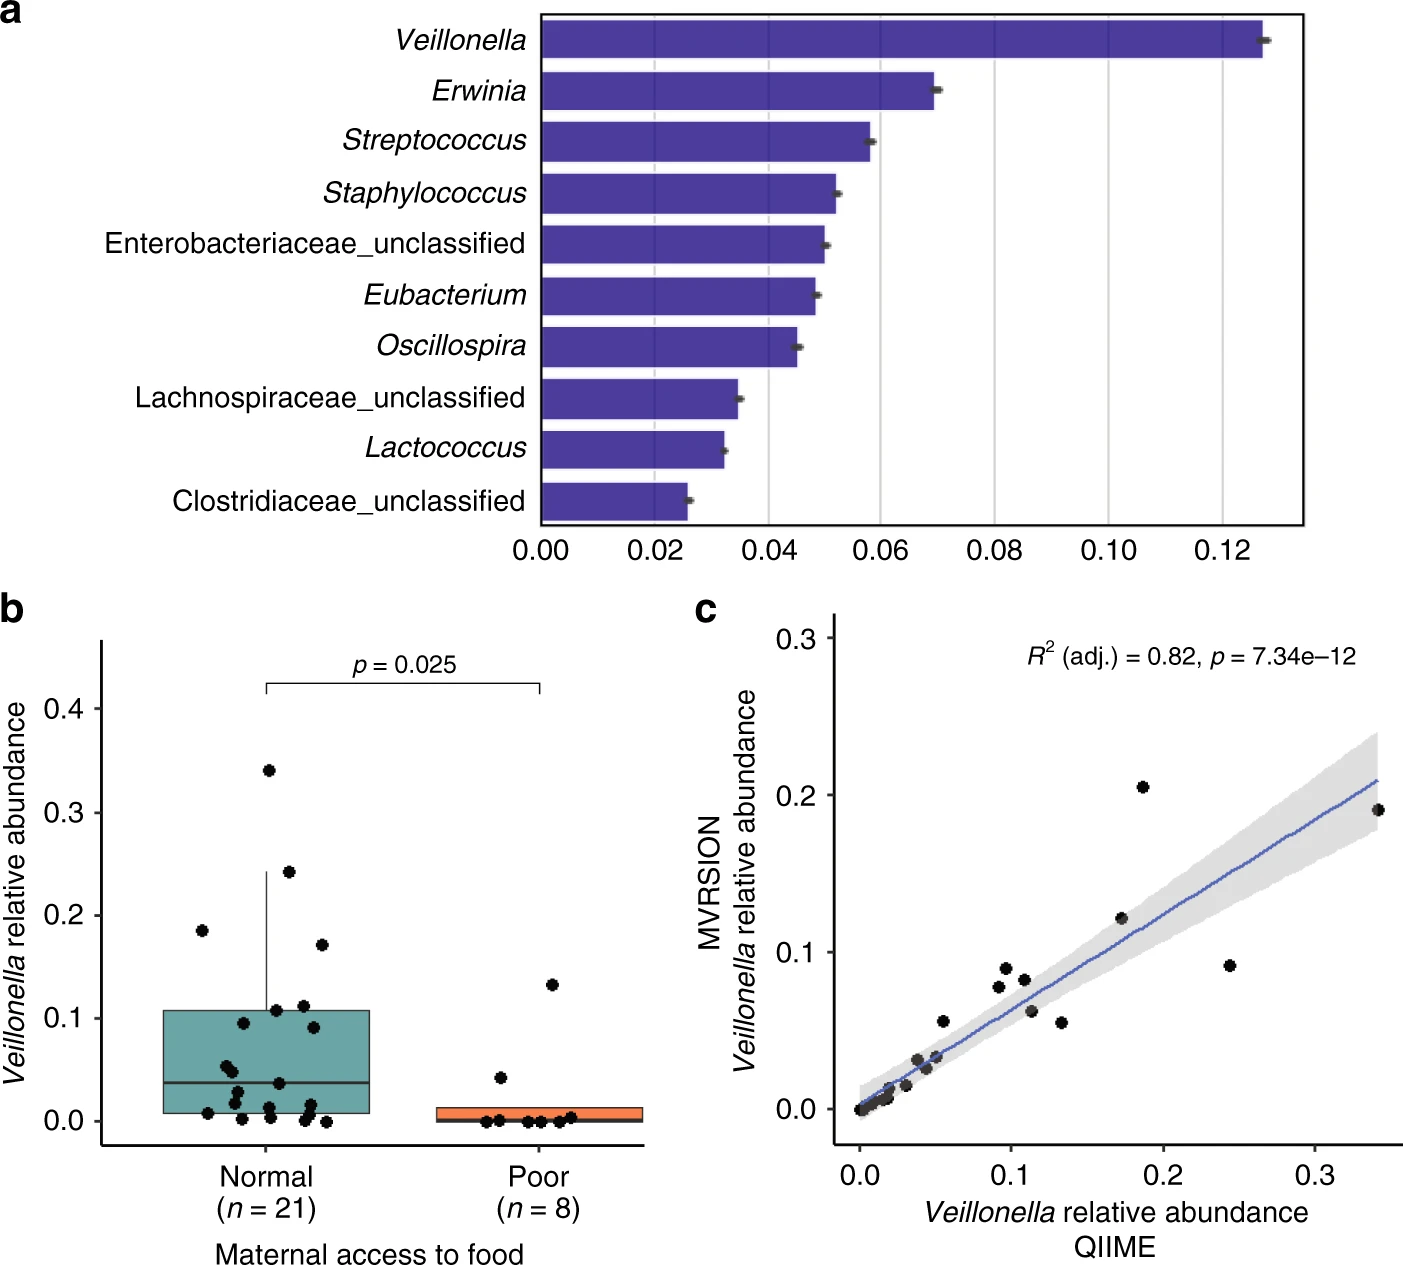 a
Veillonella
Erwinia
Streptococcus
Staphylococcus
Enterobacteriaceae_unclassified
Eubacterium
Oscillospira
Lachnospiraceae_unclassified
Lactococcus
Clostridiaceae_unclassified
0.00 0.02 0.04 0.06 0.08 0.10 0.12
b
Veillonella relative abundance
p = 0.025
0.4
0.3
0.2
0.1
0.0
Normal Poor
(n = 21) (n = 8)
Maternal access to food
c
MVRSION
Veillonella relative abundance
R² (adj.) = 0.82, p = 7.34e–12
0.3
0.2
0.1
0.0
0.0 0.1 0.2 0.3
Veillonella relative abundance
QIIME